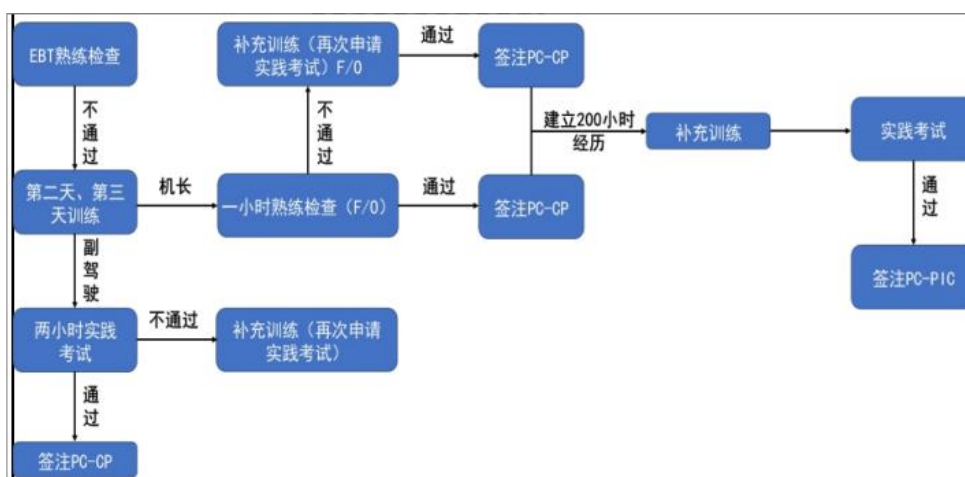 EBT熟练检查
补充训练（再次申请
实践考试）F/O
通过
签注PC-CP
不通过
不通过
建立200小时
经历
补充训练
实践考试
第二天、第三
天训练
机长
一小时熟练检查（F/O）
通过
签注PC-CP
通过
副驾驶
签注PC-PIC
两小时实践
考试
不通过
补充训练（再次申请
实践考试）
通过
签注PC-CP